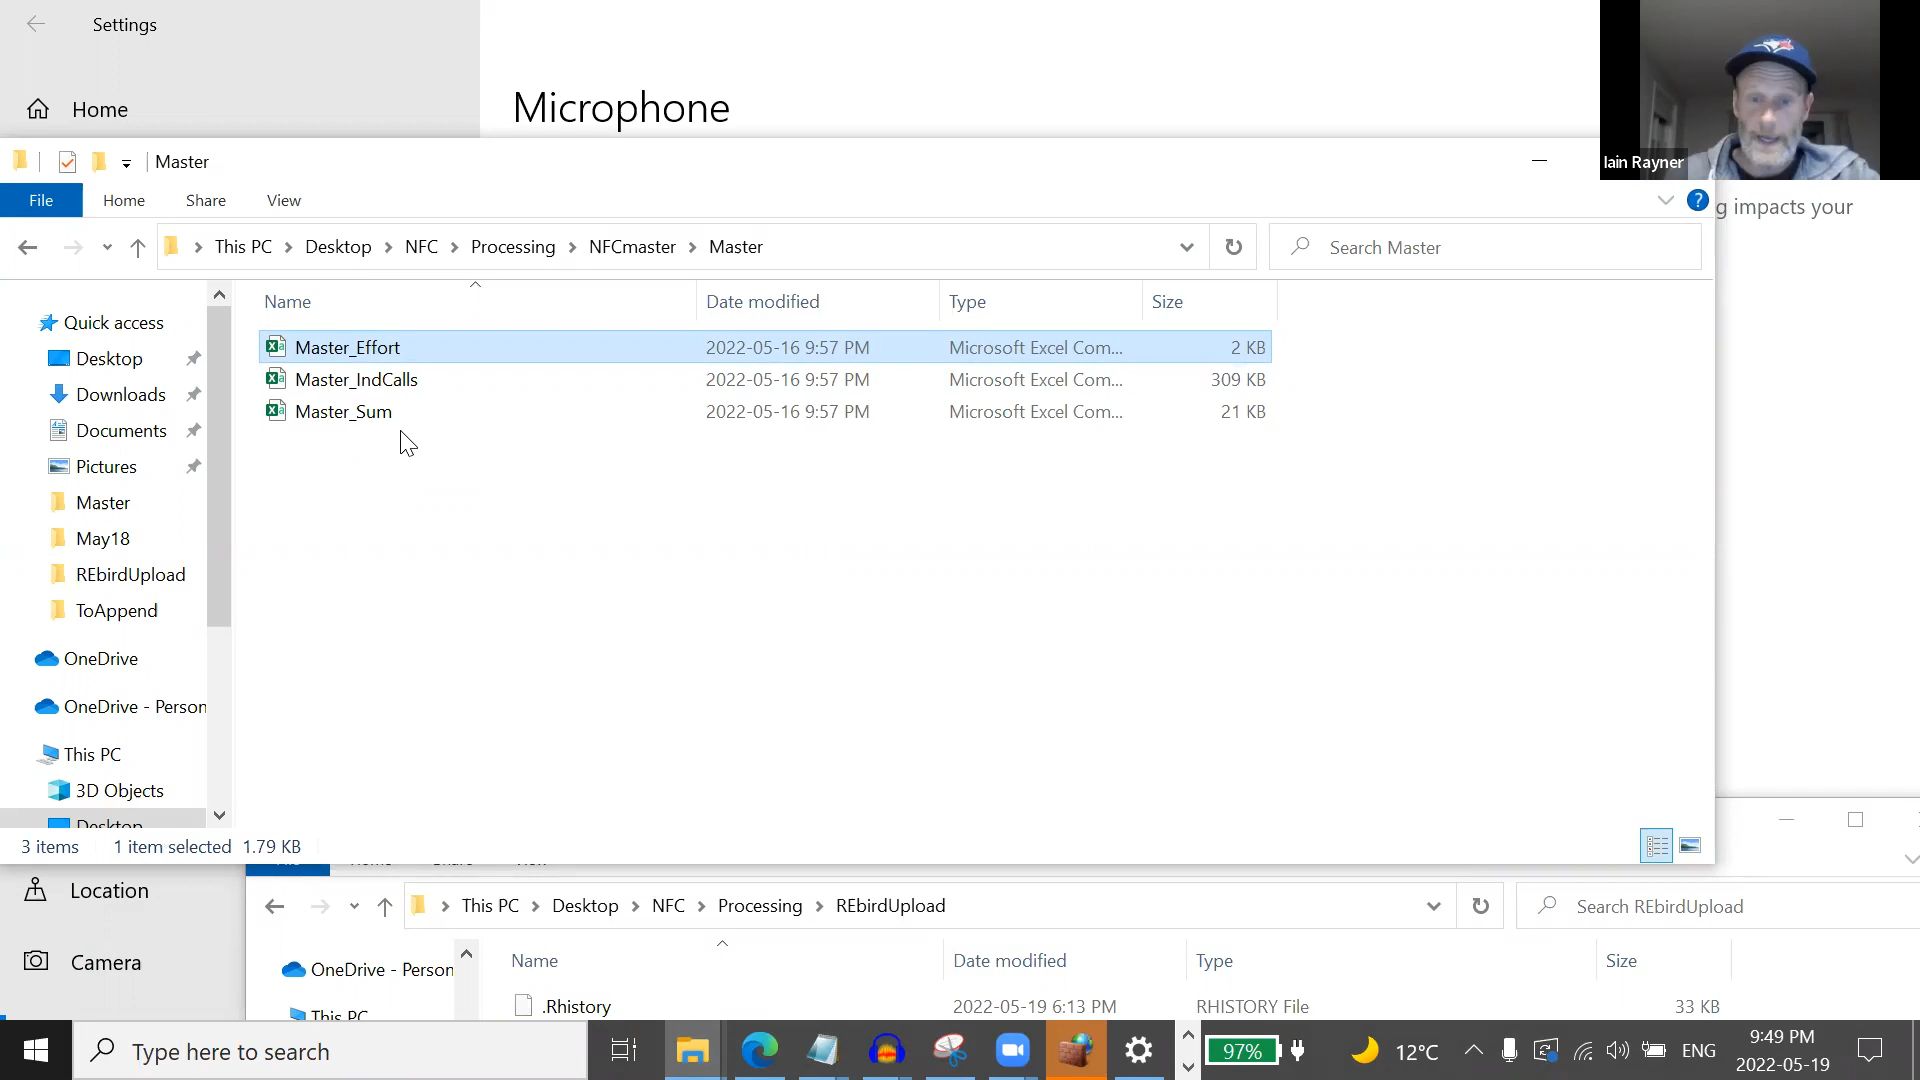 Settings
Home
Microphone
Iain Rayner
g impacts your
Master
File Home Share View
This PC Desktop NFC Processing NFCmaster Master
Search Master
Name Date modified Type Size
Master_Effort 2022-05-16 9:57 PM Microsoft Excel Com... 2 KB
Master_IndCalls 2022-05-16 9:57 PM Microsoft Excel Com... 309 KB
Master_Sum 2022-05-16 9:57 PM Microsoft Excel Com... 21 KB
Quick access
Desktop
Downloads
Documents
Pictures
Master
May18
REbirdUpload
ToAppend
OneDrive
OneDrive - Person
This PC
3D Objects
Desktop
3 items 1 item selected 1.79 KB
Location
Camera
This PC Desktop NFC Processing REbirdUpload
Search REbirdUpload
Name Date modified Type Size
OneDrive - Person
This PC
.Rhistory 2022-05-19 6:13 PM RHISTORY File 33 KB
Type here to search
97%
12°C
ENG
9:49 PM
2022-05-19